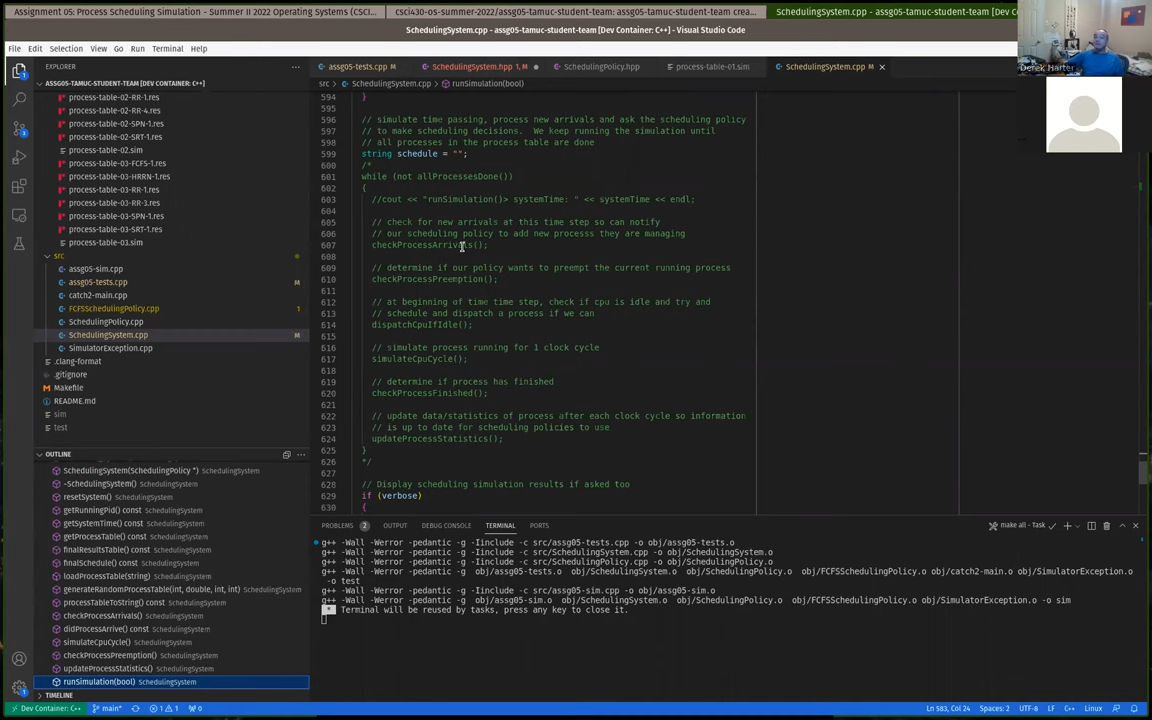 Assignment 05: Process Scheduling Simulation - Summer II 2022 Operating Systems (CSCI...
csci430-os-summer-2022/assg05-tamuc-student-team: assg05-tamuc-student-team crea...
SchedulingSystem.cpp - assg05-tamuc-student-team [Dev Container: C++]
SchedulingSystem.cpp - assg05-tamuc-student-team [Dev Container: C++] - Visual Studio Code
File Edit Selection View Go Run Terminal Help
Derek Harter
EXPLORER
ASSG05-TAMUC-STUDENT-TEAM [DEV CONTAINER: C++]
process-table-02-RR-1.res
process-table-02-RR-4.res
process-table-02-SPN-1.res
process-table-02-SRT-1.res
process-table-02.sim
process-table-03-FCFS-1.res
process-table-03-HRRN-1.res
process-table-03-RR-1.res
process-table-03-RR-3.res
process-table-03-SPN-1.res
process-table-03-SRT-1.res
process-table-03.sim
src
assg05-sim.cpp
assg05-tests.cpp M
catch2-main.cpp
FCFSSchedulingPolicy.cpp 1
SchedulingPolicy.cpp
SchedulingSystem.cpp M
SimulatorException.cpp
.clang-format
.gitignore
Makefile
README.md
sim
test
OUTLINE
SchedulingSystem(SchedulingPolicy *) SchedulingSystem
~SchedulingSystem() SchedulingSystem
resetSystem() SchedulingSystem
getRunningPid() const SchedulingSystem
getSystemTime() const SchedulingSystem
getProcessTable() const SchedulingSystem
finalResultsTable() const SchedulingSystem
finalSchedule() const SchedulingSystem
loadProcessTable(string) SchedulingSystem
generateRandomProcessTable(int, double, int, int) SchedulingSystem
processTableToString() const SchedulingSystem
checkProcessArrivals() SchedulingSystem
didProcessArrive() const SchedulingSystem
simulateCpuCycle() SchedulingSystem
checkProcessPreemption() SchedulingSystem
updateProcessStatistics() SchedulingSystem
runSimulation(bool) SchedulingSystem
TIMELINE
assg05-tests.cpp M
SchedulingSystem.hpp 1, M
SchedulingPolicy.hpp
process-table-01.sim
SchedulingSystem.cpp M
src > SchedulingSystem.cpp > runSimulation(bool)
594 }
595
596 // simulate time passing, process new arrivals and ask the scheduling policy
597 // to make scheduling decisions. We keep running the simulation until
598 // all processes in the process table are done
599 string schedule = "";
600 /*
601 while (not allProcessesDone())
602 {
603 //cout << "runSimulation()> systemTime: " << systemTime << endl;
604
605 // check for new arrivals at this time step so can notify
606 // our scheduling policy to add new processs they are managing
607 checkProcessArrivals();
608
609 // determine if our policy wants to preempt the current running process
610 checkProcessPreemption();
611
612 // at beginning of time time step, check if cpu is idle and try and
613 // schedule and dispatch a process if we can
614 dispatchCpuIfIdle();
615
616 // simulate process running for 1 clock cycle
617 simulateCpuCycle();
618
619 // determine if process has finished
620 checkProcessFinished();
621
622 // update data/statistics of process after each clock cycle so information
623 // is up to date for scheduling policies to use
624 updateProcessStatistics();
625 }
626 */
627
628 // Display scheduling simulation results if asked too
629 if (verbose)
630 {
PROBLEMS 2 OUTPUT DEBUG CONSOLE TERMINAL PORTS make all - Task
g++ -Wall -Werror -pedantic -g -Iinclude -c src/assg05-tests.cpp -o obj/assg05-tests.o
g++ -Wall -Werror -pedantic -g -Iinclude -c src/SchedulingSystem.cpp -o obj/SchedulingSystem.o
g++ -Wall -Werror -pedantic -g -Iinclude -c src/SchedulingPolicy.cpp -o obj/SchedulingPolicy.o
g++ -Wall -Werror -pedantic -g obj/assg05-tests.o obj/SchedulingSystem.o obj/SchedulingPolicy.o obj/FCFSSchedulingPolicy.o obj/catch2-main.o obj/SimulatorException.o
-o test
g++ -Wall -Werror -pedantic -g -Iinclude -c src/assg05-sim.cpp -o obj/assg05-sim.o
g++ -Wall -Werror -pedantic -g obj/assg05-sim.o obj/SchedulingSystem.o obj/SchedulingPolicy.o obj/FCFSSchedulingPolicy.o obj/SimulatorException.o -o sim
* Terminal will be reused by tasks, press any key to close it.
Dev Container: C++ main* 1 1 0 Ln 583, Col 24 Spaces: 2 UTF-8 LF C++ Linux